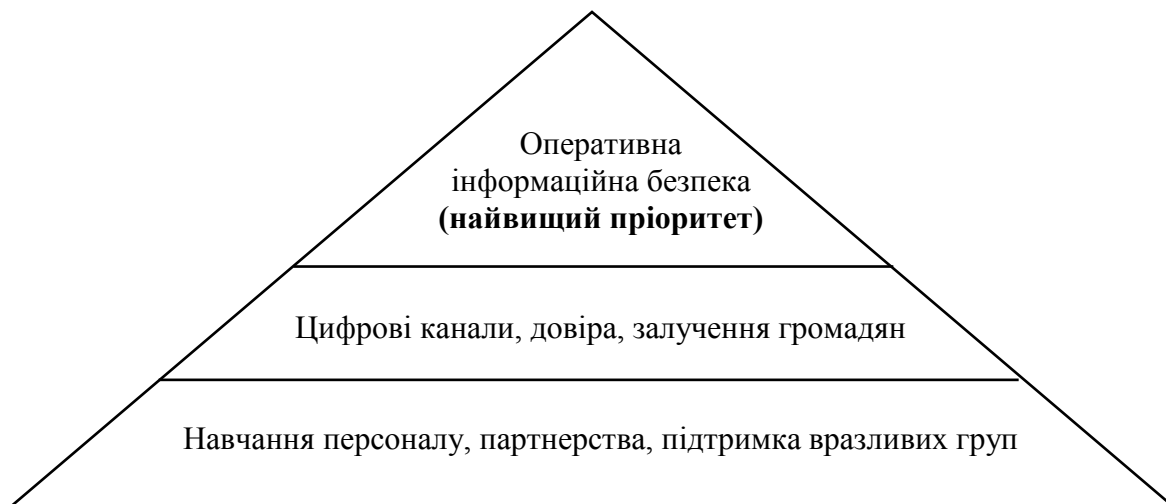 Оперативна
інформаційна безпека
(найвищий пріоритет)
Цифрові канали, довіра, залучення громадян
Навчання персоналу, партнерства, підтримка вразливих груп